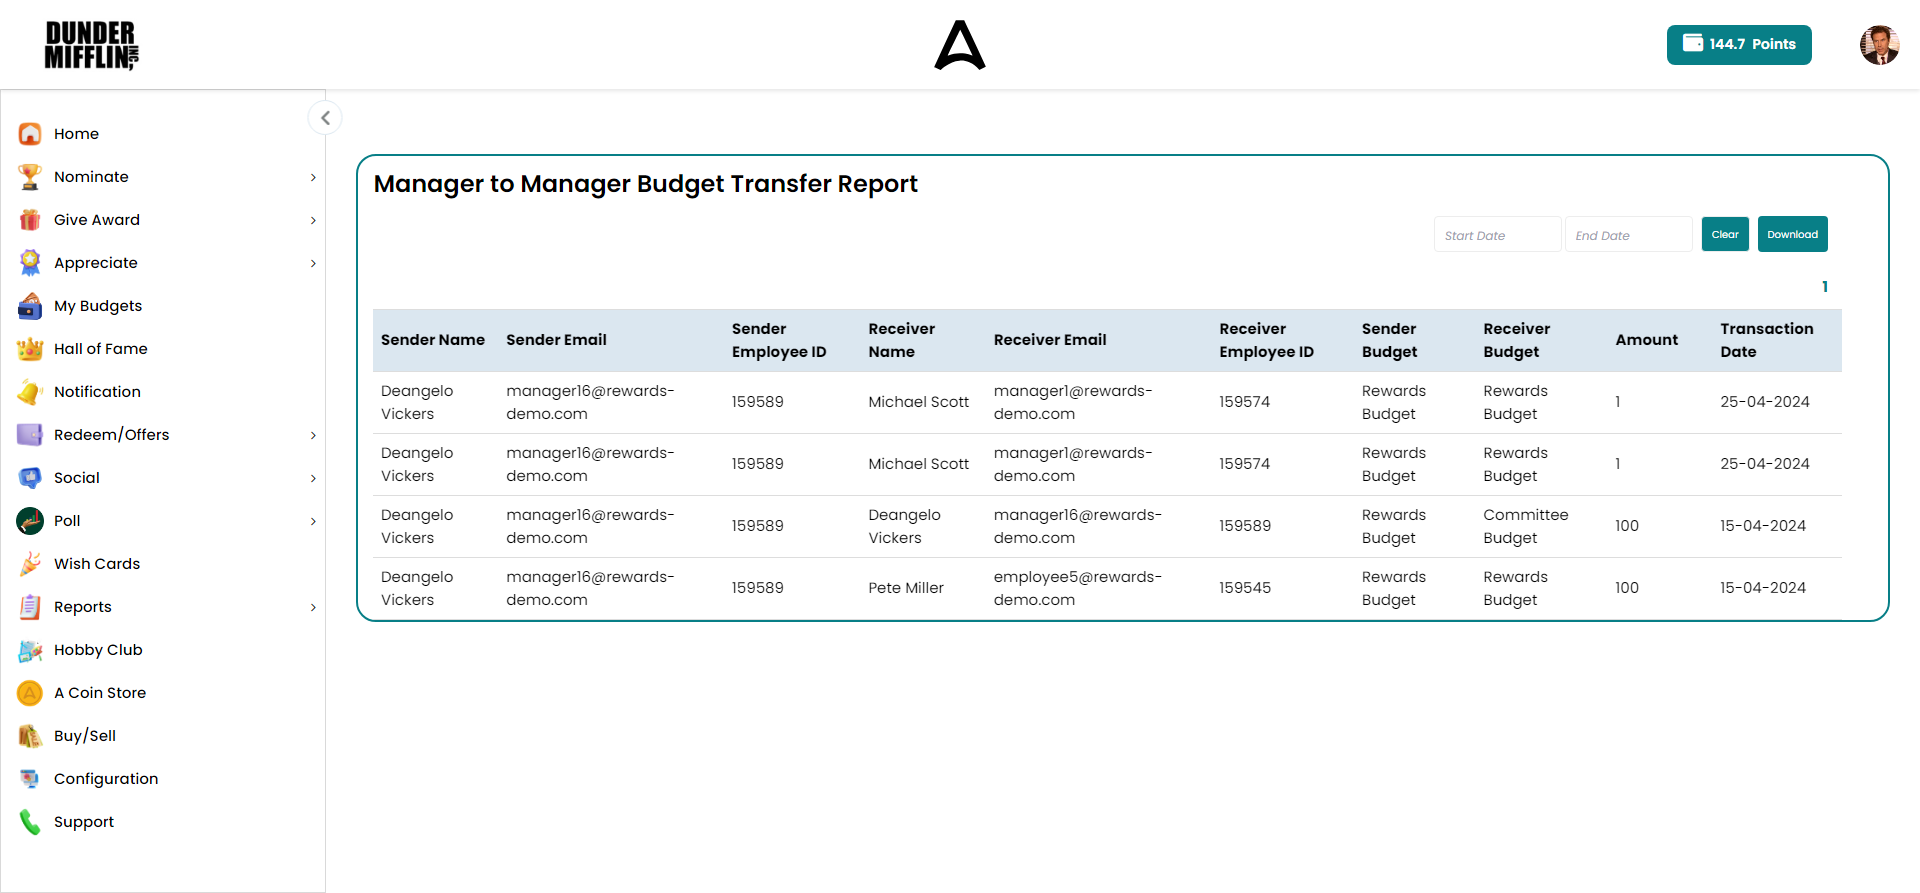 DUNDER
MIFFLIN INC,
144.7 Points
Home
Nominate
Give Award
Appreciate
My Budgets
Hall of Fame
Notification
Redeem/Offers
Social
Poll
Wish Cards
Reports
Hobby Club
A Coin Store
Buy/Sell
Configuration
Support
Manager to Manager Budget Transfer Report
Start Date End Date Clear Download
1
Sender Name Sender Email Sender Employee ID Receiver Name Receiver Email Receiver Employee ID Sender Budget Receiver Budget Amount Transaction Date
Deangelo Vickers manager16@rewards-demo.com 159589 Michael Scott manager1@rewards-demo.com 159574 Rewards Budget Rewards Budget 1 25-04-2024
Deangelo Vickers manager16@rewards-demo.com 159589 Michael Scott manager1@rewards-demo.com 159574 Rewards Budget Rewards Budget 1 25-04-2024
Deangelo Vickers manager16@rewards-demo.com 159589 Deangelo Vickers manager16@rewards-demo.com 159589 Rewards Budget Committee Budget 100 15-04-2024
Deangelo Vickers manager16@rewards-demo.com 159589 Pete Miller employee5@rewards-demo.com 159545 Rewards Budget Rewards Budget 100 15-04-2024